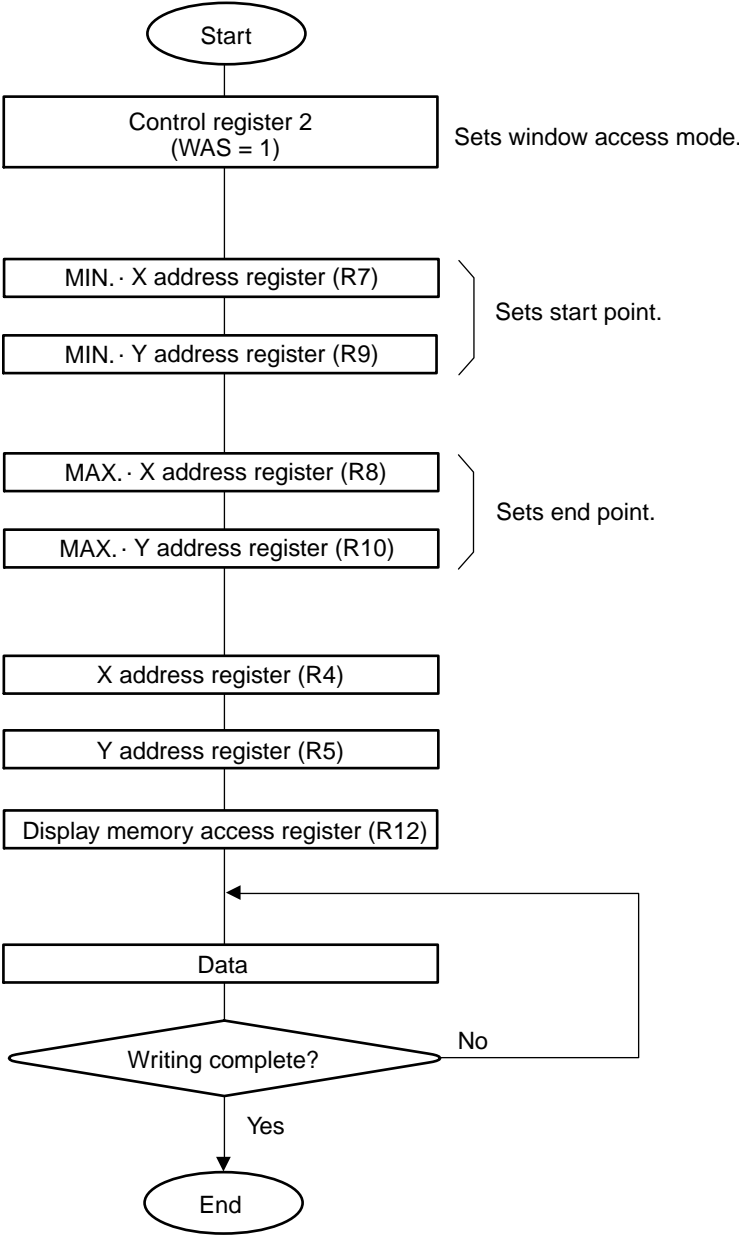 Start
Control register 2
(WAS = 1)
Sets window access mode.
MIN. · X address register (R7)
Sets start point.
MIN. · Y address register (R9)
MAX. · X address register (R8)
Sets end point.
MAX. · Y address register (R10)
X address register (R4)
Y address register (R5)
Display memory access register (R12)
Data
Writing complete?
No
Yes
End